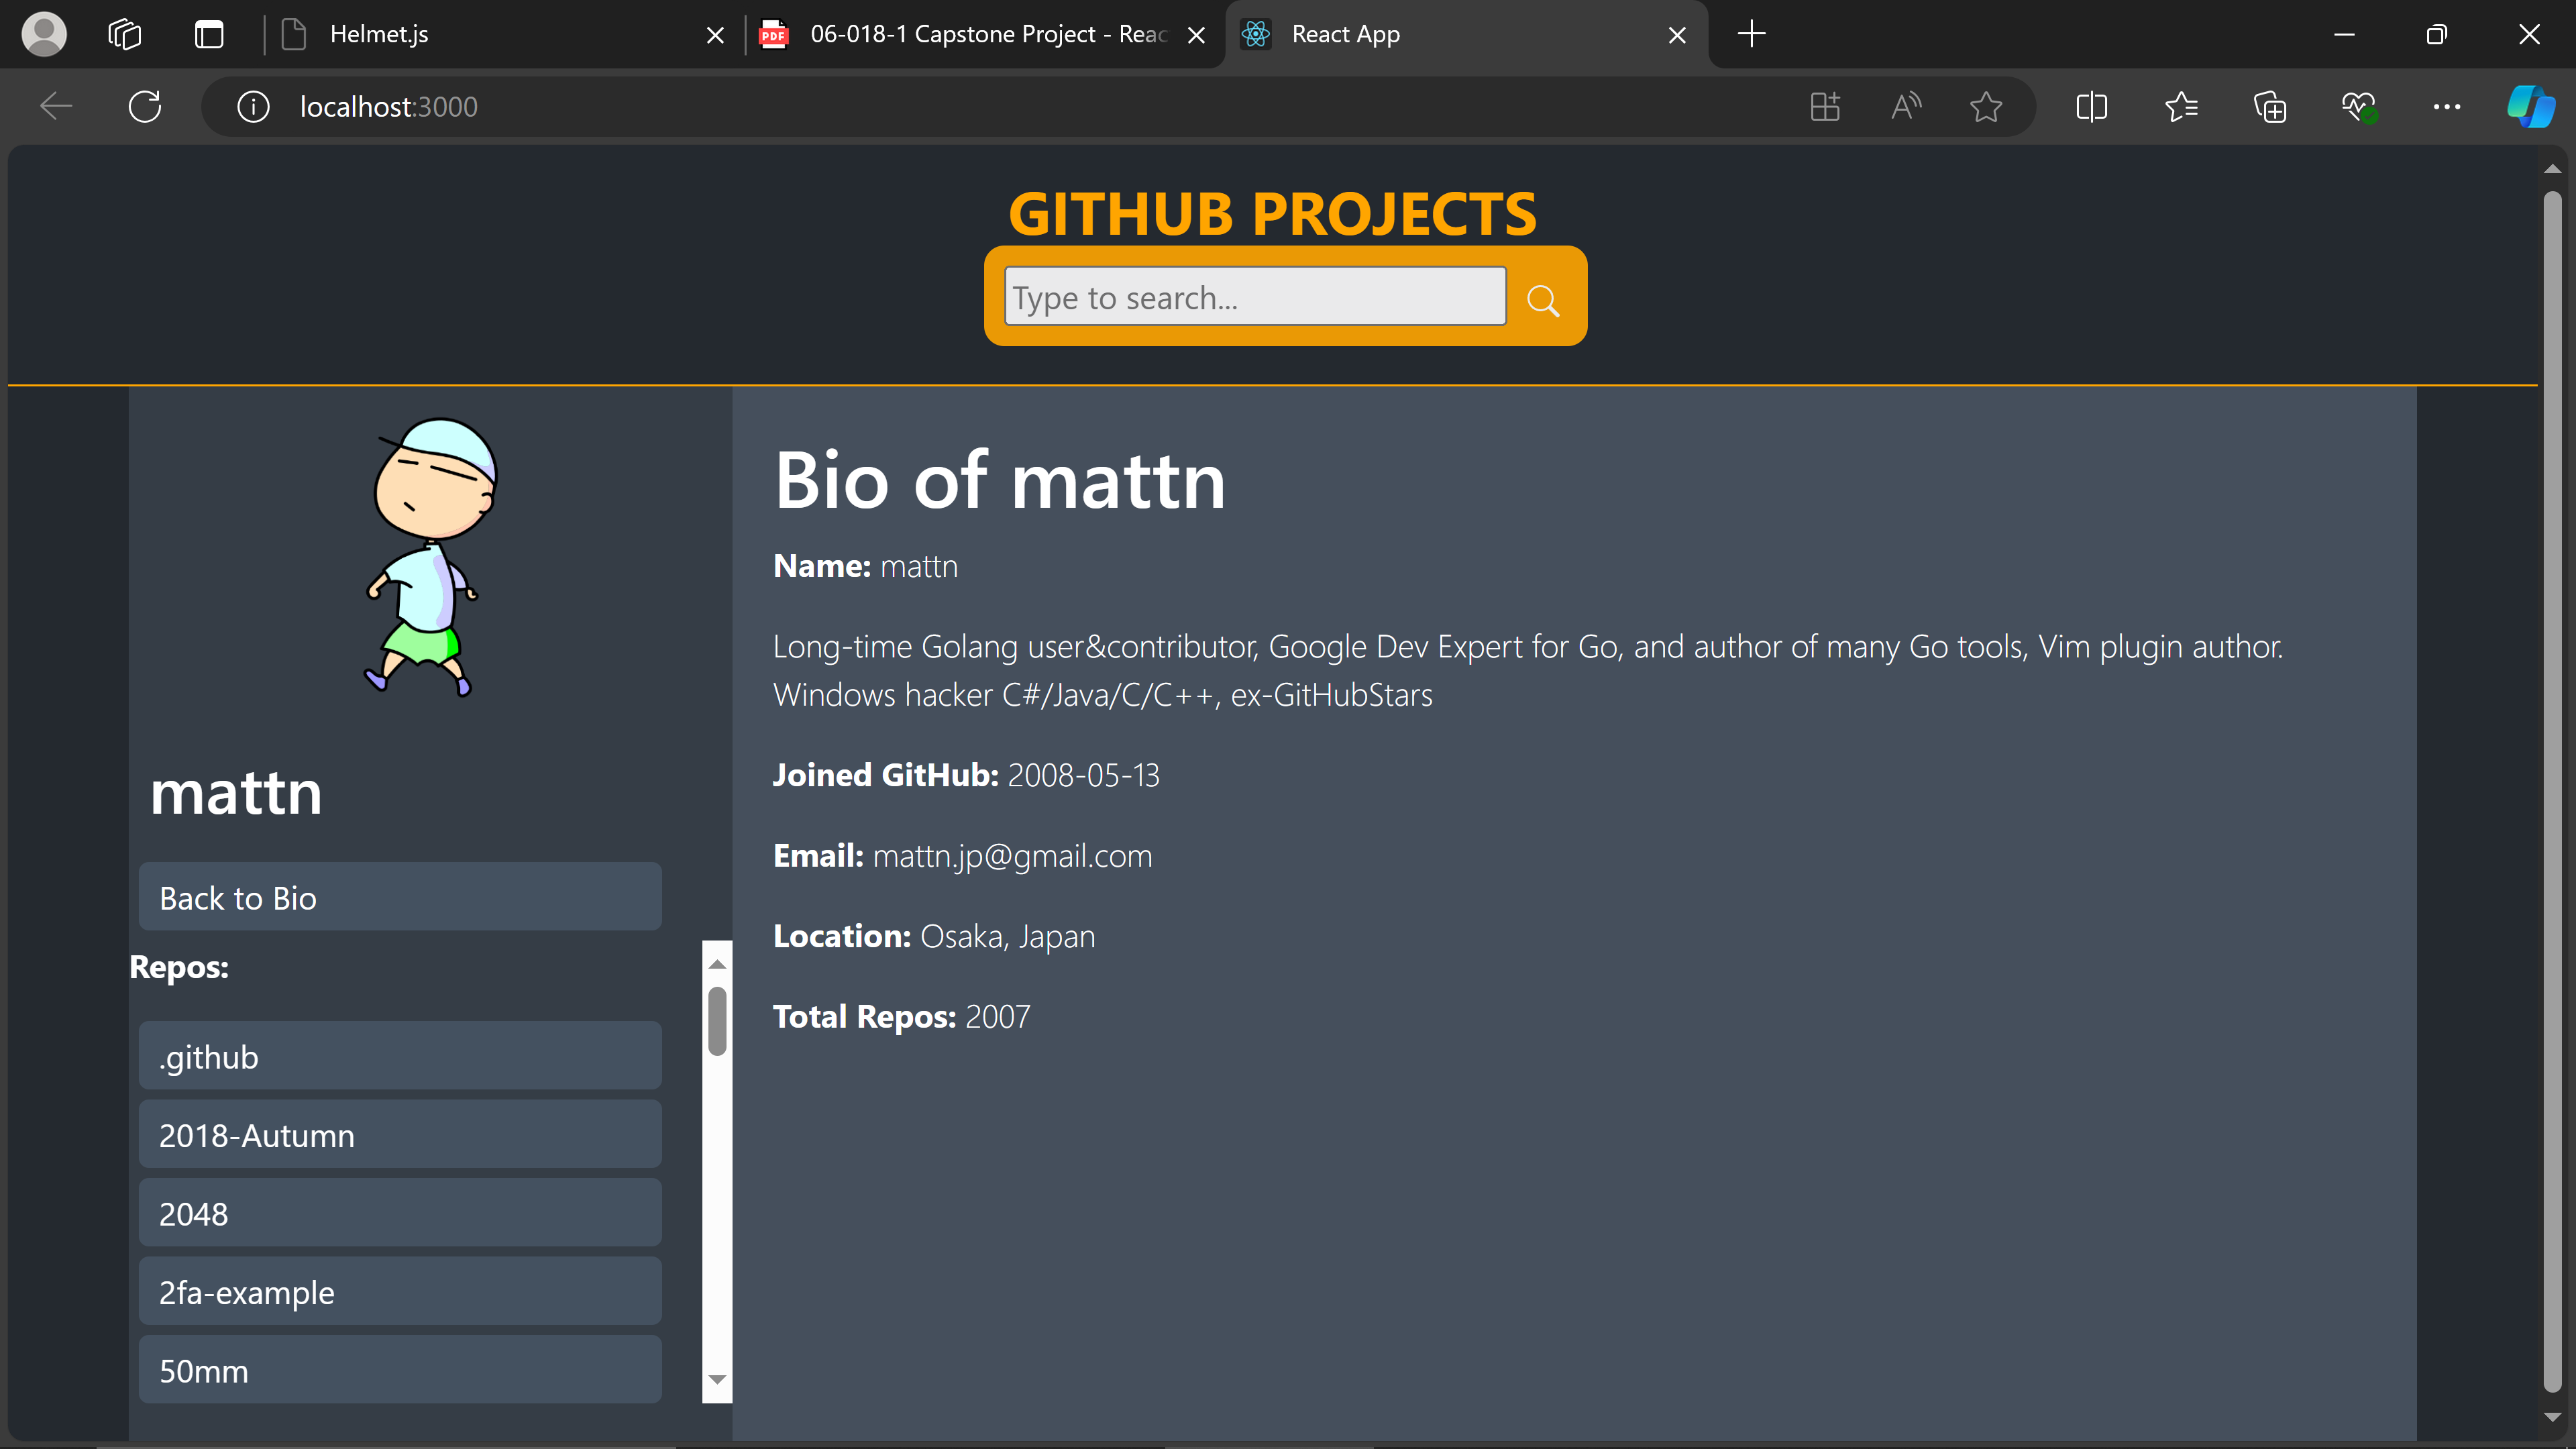 Helmet.js
PDF
06-018-1 Capstone Project - Reac
React App
localhost:3000
GITHUB PROJECTS
Type to search...
mattn
Back to Bio
Repos:
.github
2018-Autumn
2048
2fa-example
50mm
Bio of mattn
Name: mattn
Long-time Golang user&contributor, Google Dev Expert for Go, and author of many Go tools, Vim plugin author.
Windows hacker C#/Java/C/C++, ex-GitHubStars
Joined GitHub: 2008-05-13
Email: mattn.jp@gmail.com
Location: Osaka, Japan
Total Repos: 2007